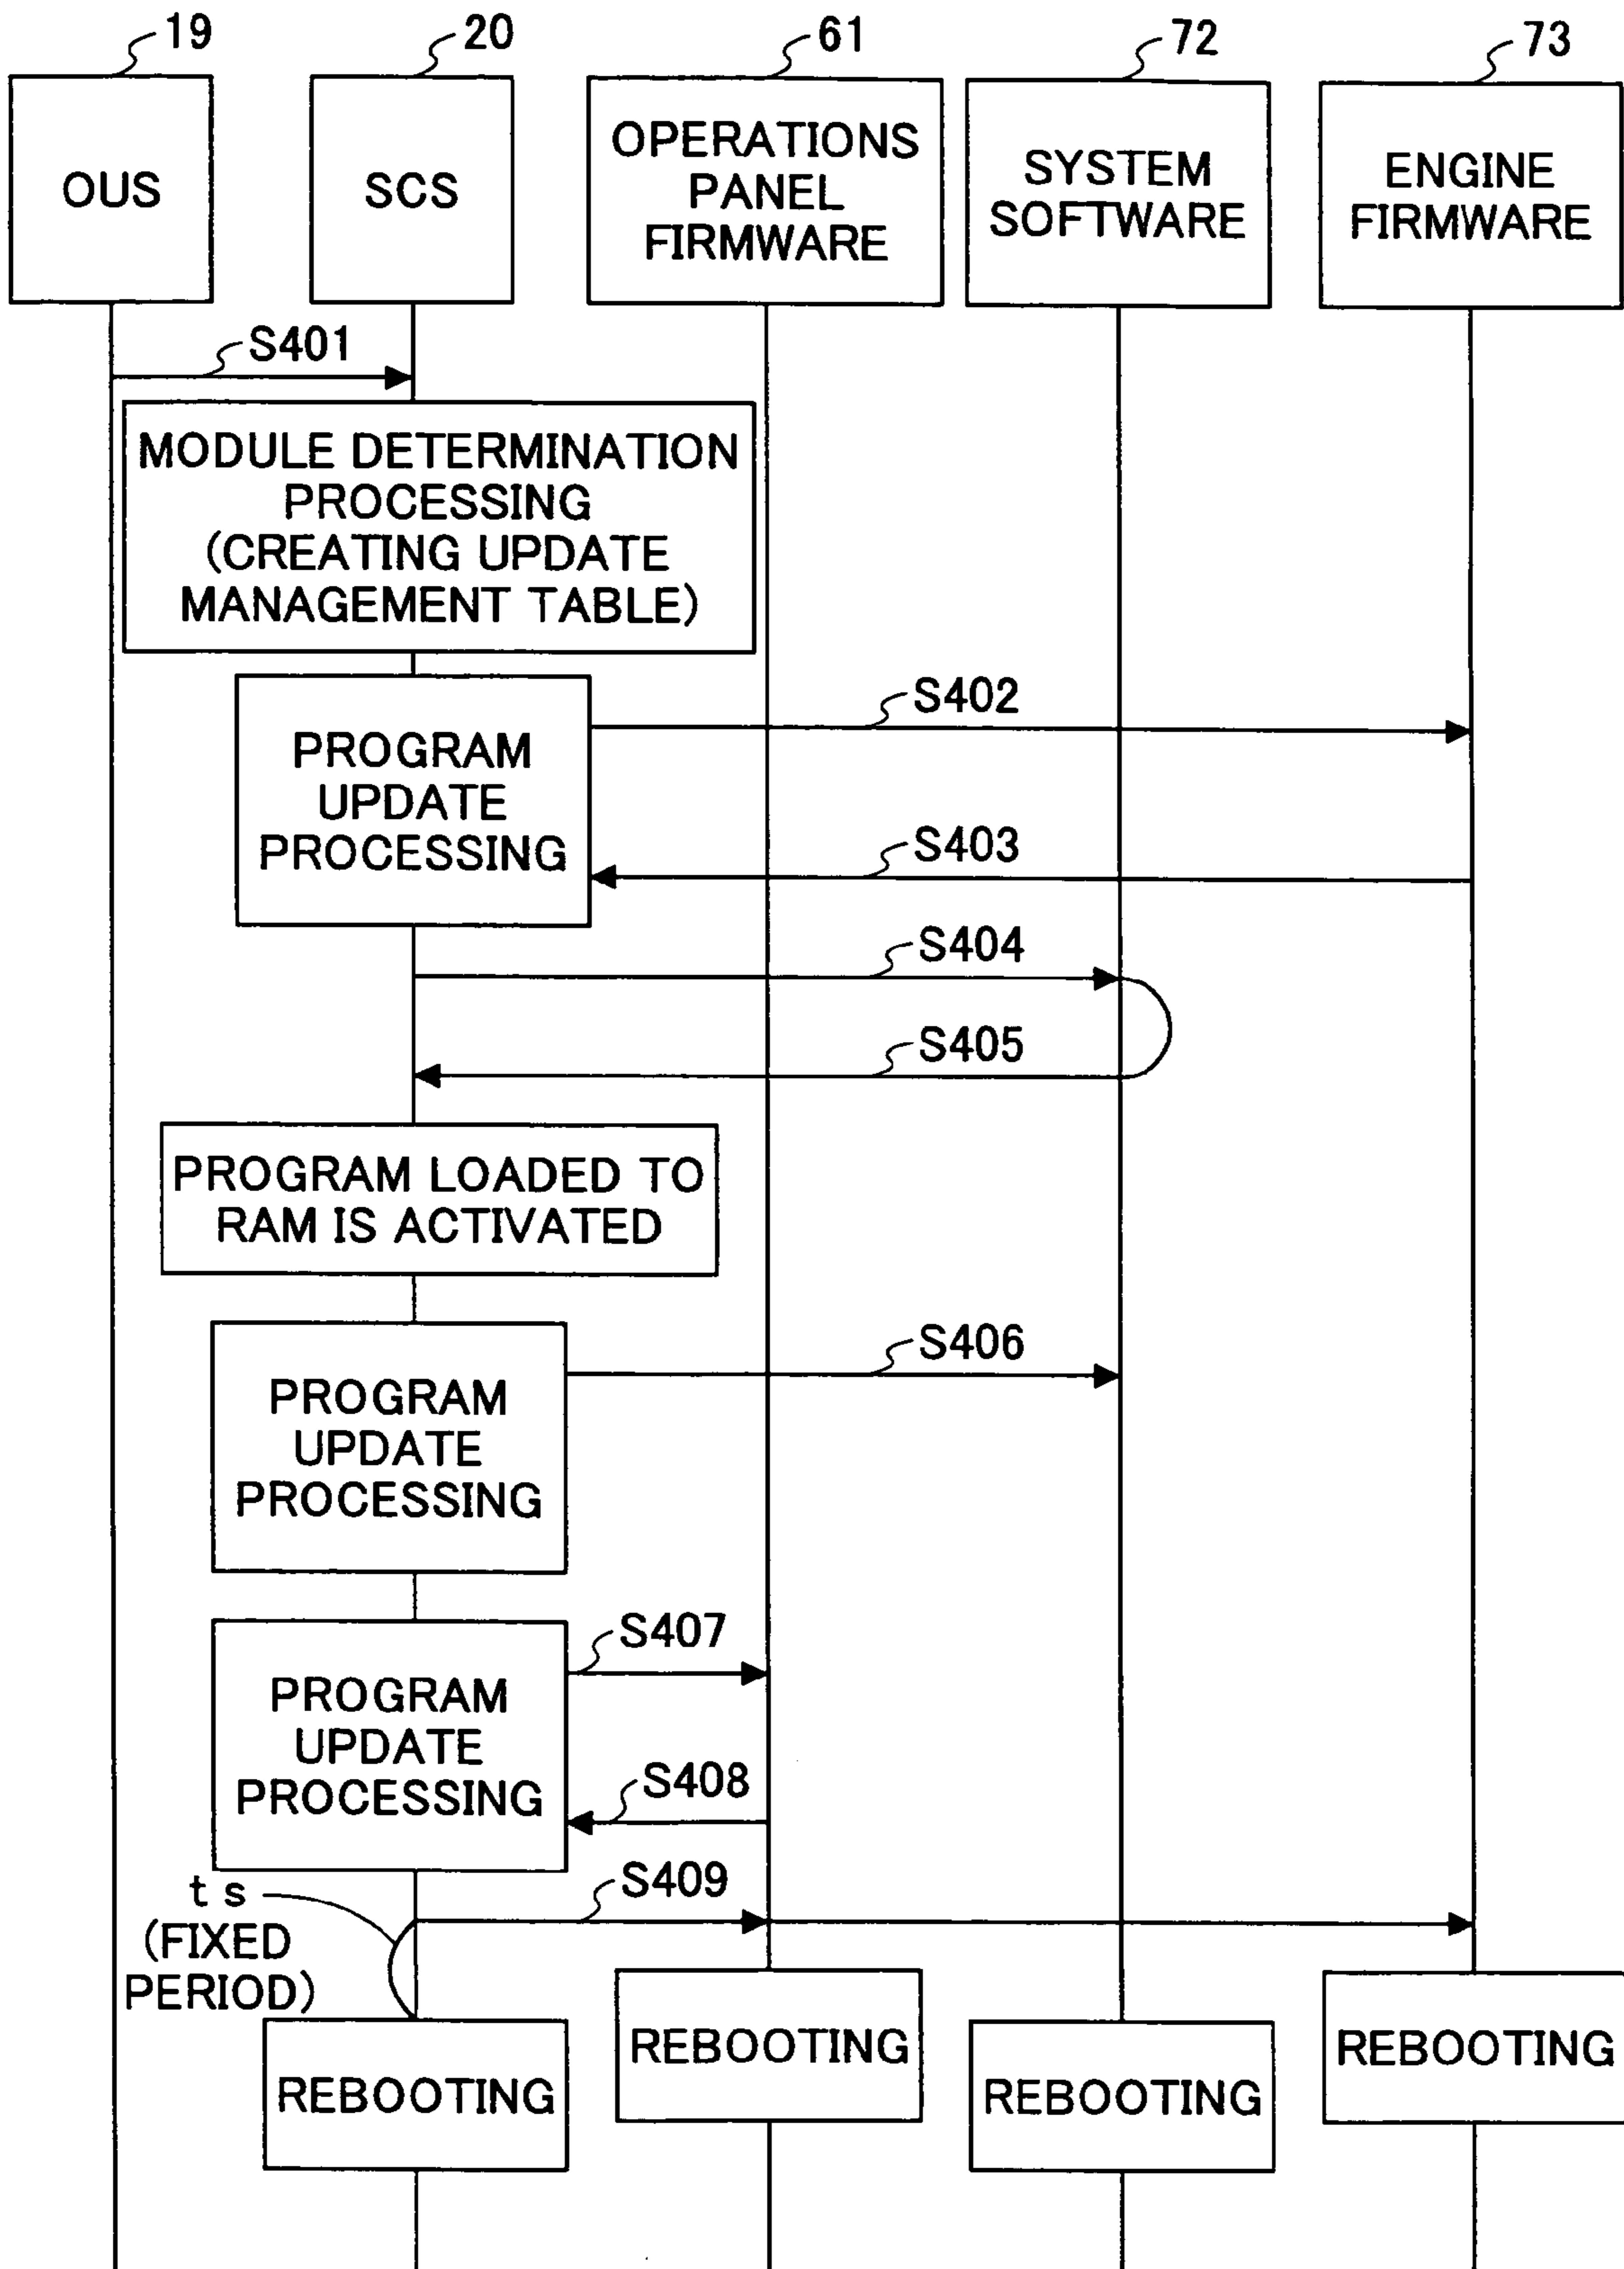 19
20
61
72
73
OUS
SCS
OPERATIONS
PANEL
FIRMWARE
SYSTEM
SOFTWARE
ENGINE
FIRMWARE
S401
MODULE DETERMINATION
PROCESSING
(CREATING UPDATE
MANAGEMENT TABLE)
S402
PROGRAM
UPDATE
PROCESSING
S403
S404
S405
PROGRAM LOADED TO
RAM IS ACTIVATED
S406
PROGRAM
UPDATE
PROCESSING
S407
PROGRAM
UPDATE
PROCESSING
S408
ts
(FIXED
PERIOD)
S409
REBOOTING
REBOOTING
REBOOTING
REBOOTING